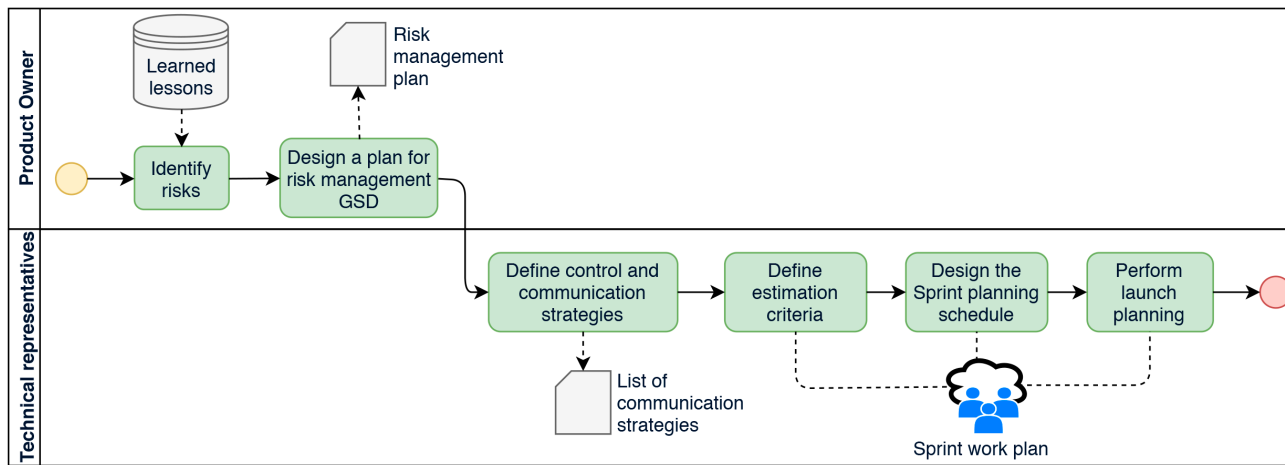 Product Owner
Learned
lessons
Risk
management
plan
Identify
risks
Design a plan for
risk management
GSD
Technical representatives
Define control and
communication
strategies
Define
estimation
criteria
Design the
Sprint planning
schedule
Perform
launch
planning
List of
communication
strategies
Sprint work plan